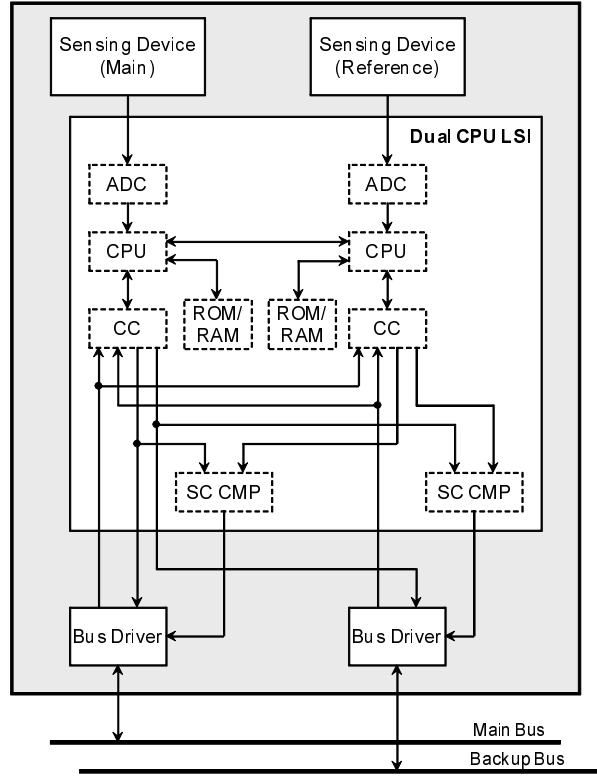 Sensing Device
(Main)
Sensing Device
(Reference)
Dual CPU LSI
ADC
ADC
CPU
CPU
ROM/
RAM
ROM/
RAM
CC
CC
SC CMP
SC CMP
Bus Driver
Bus Driver
Main Bus
Backup Bus